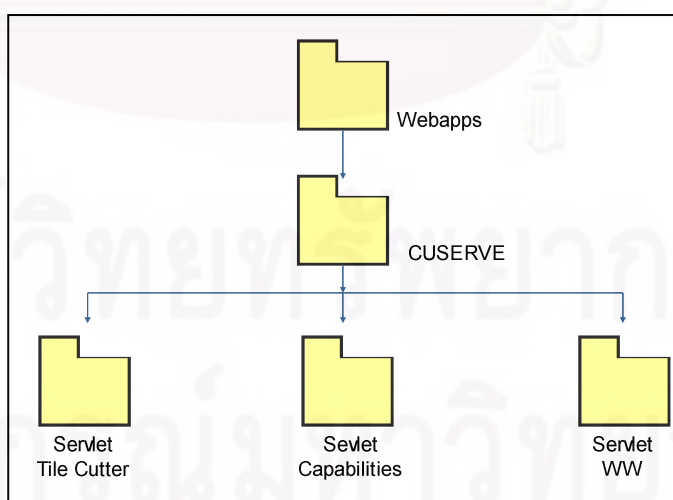 Webapps
CUSERVE
Servlet
Tile Cutter
Sevlet
Capabilities
Servlet
WW